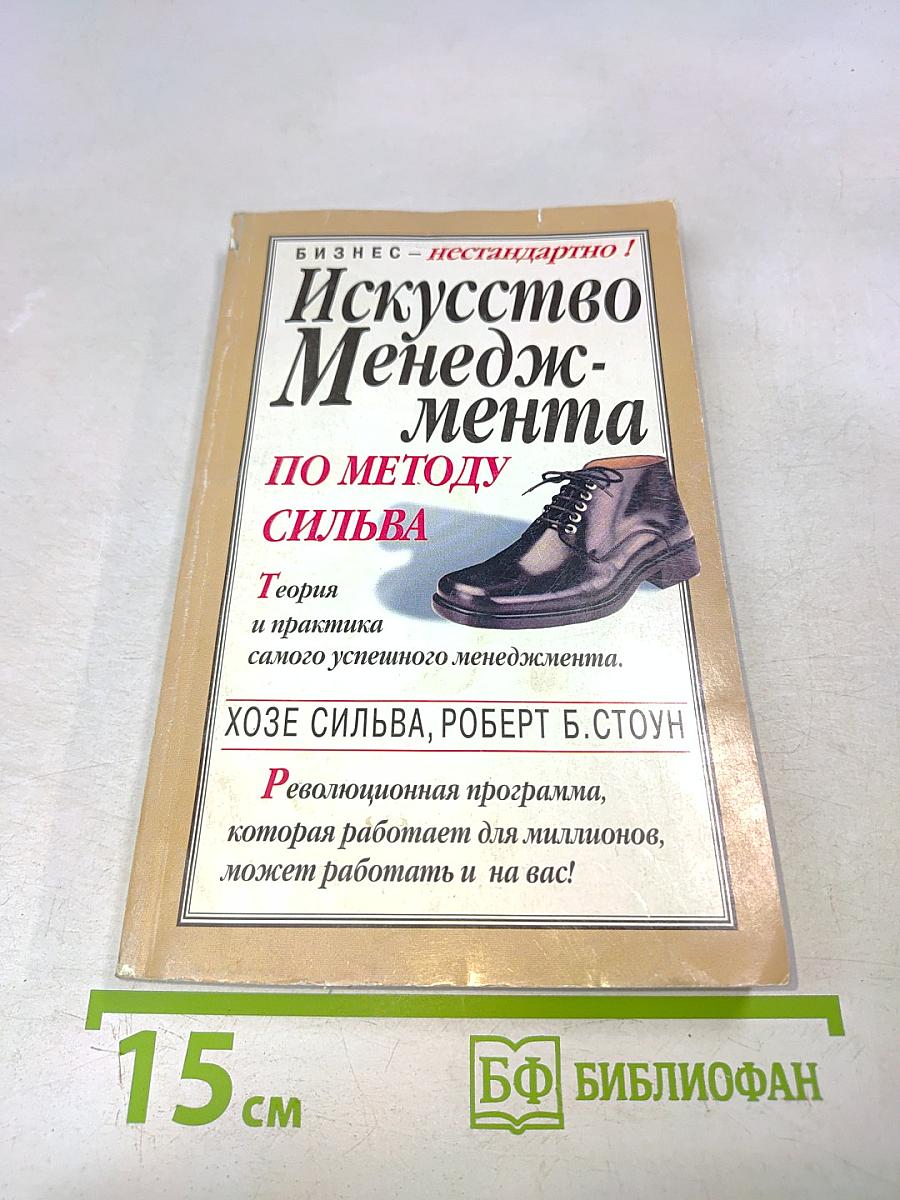 БИЗНЕС – нестандартно!
Искусство
Менедж-
мента
ПО МЕТОДУ
СИЛЬВА
Теория
и практика
самого успешного менеджмента.
ХОЗЕ СИЛЬВА, РОБЕРТ Б.СТОУН
Революционная программа,
которая работает для миллионов,
может работать и на вас!
15 см
БФ БИБЛИОФАН